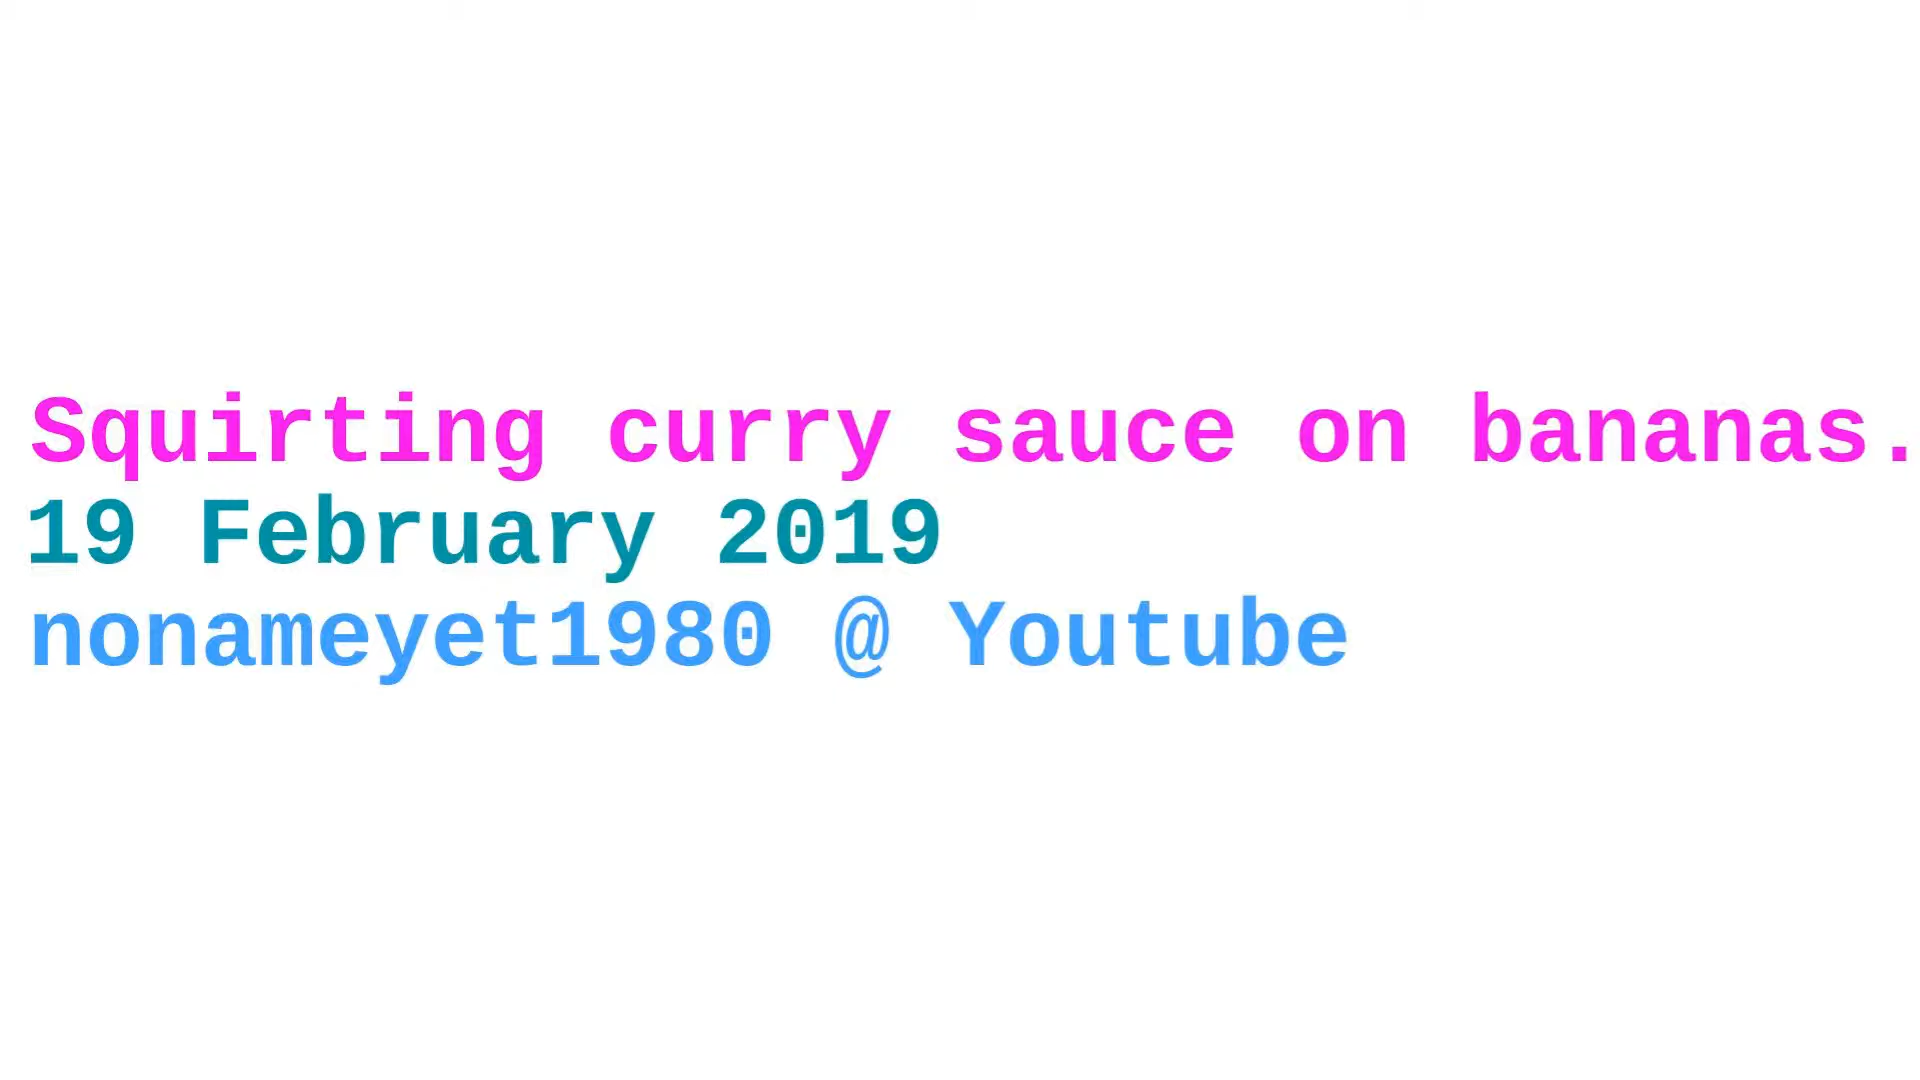 Squirting curry sauce on bananas.
19 February 2019
nonameyet1980 @ Youtube